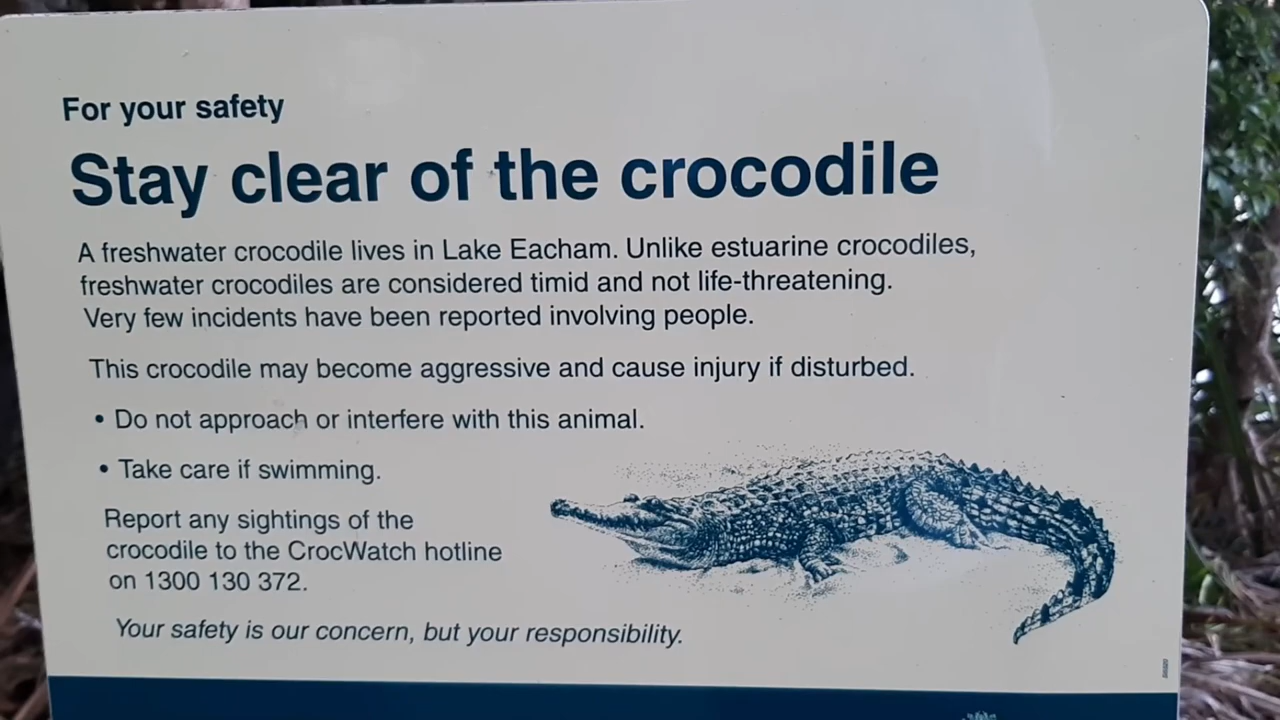 For your safety
Stay clear of the crocodile
A freshwater crocodile lives in Lake Eacham. Unlike estuarine crocodiles,
freshwater crocodiles are considered timid and not life-threatening.
Very few incidents have been reported involving people.
This crocodile may become aggressive and cause injury if disturbed.
• Do not approach or interfere with this animal.
• Take care if swimming.
Report any sightings of the
crocodile to the CrocWatch hotline
on 1300 130 372.
Your safety is our concern, but your responsibility.